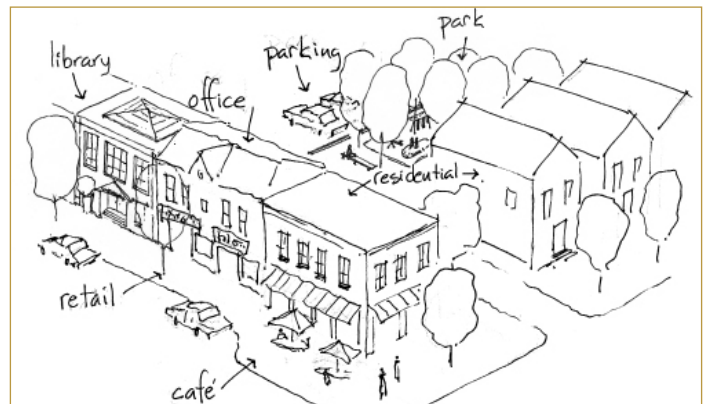 park
library
parking
office
residential
retail
café